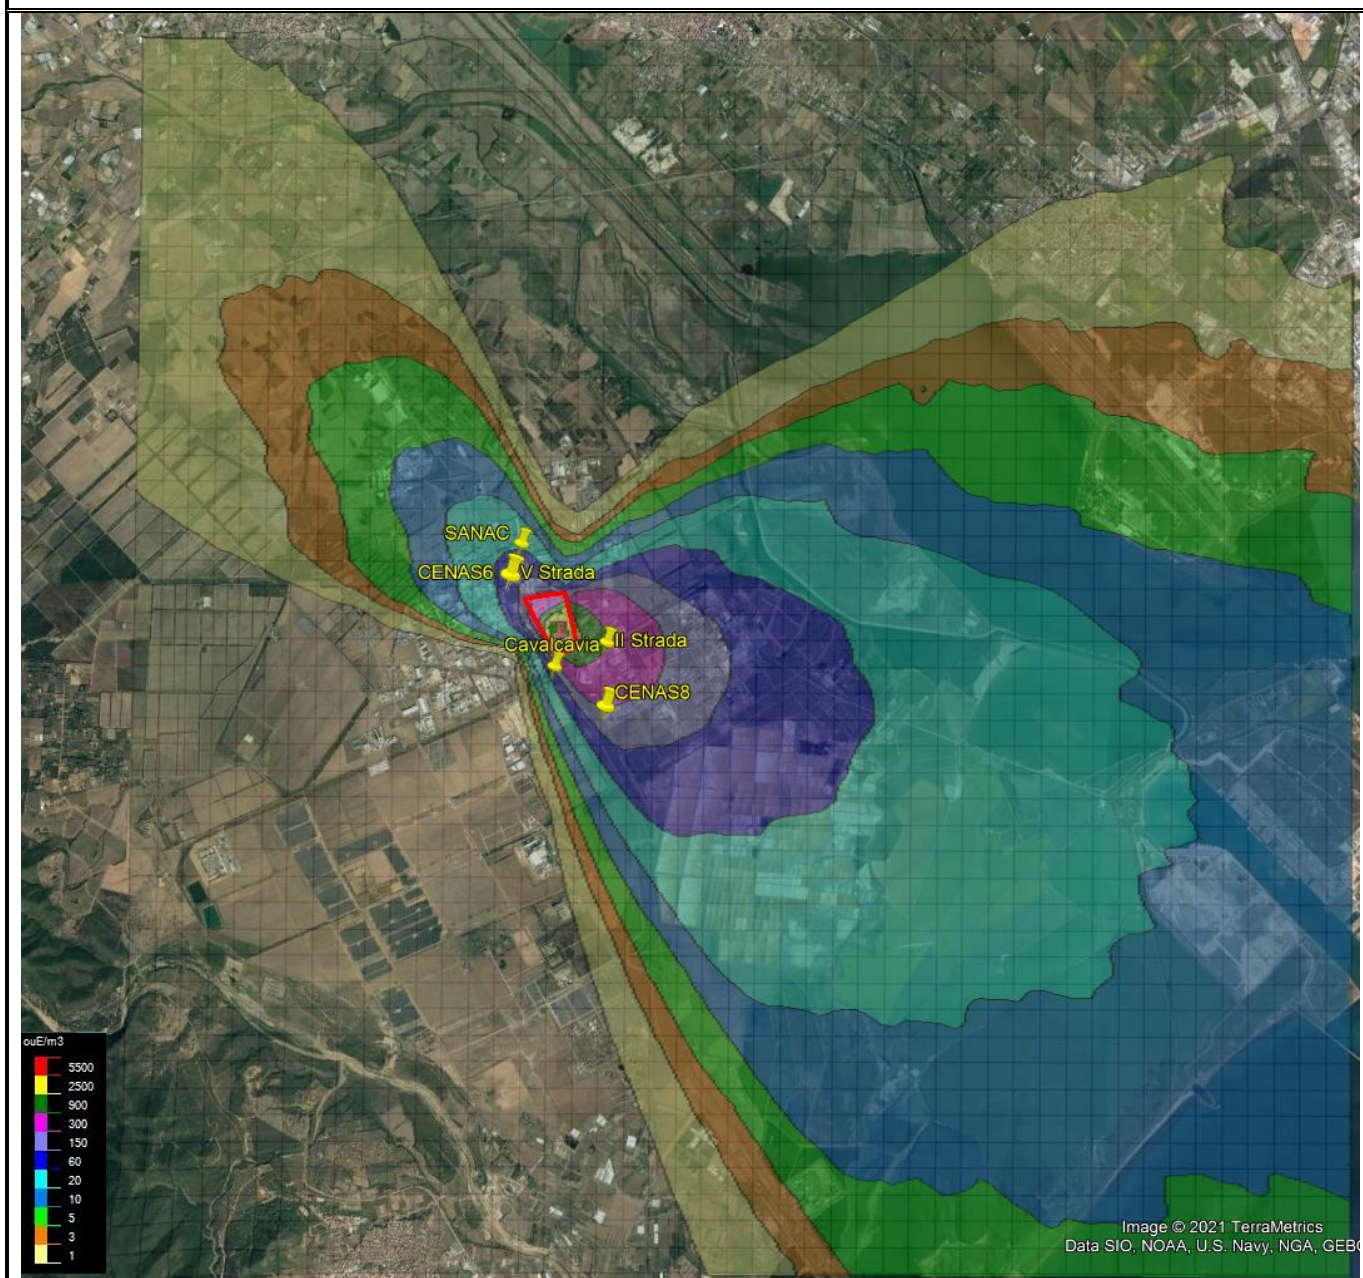 SANAC
CENAS6
V Strada
Cavalcavia
II Strada
CENAS8
ouE/m3
5500
2500
900
300
150
60
20
10
5
3
1
Image © 2021 TerraMetrics
Data SIO, NOAA, U.S. Navy, NGA, GEBC